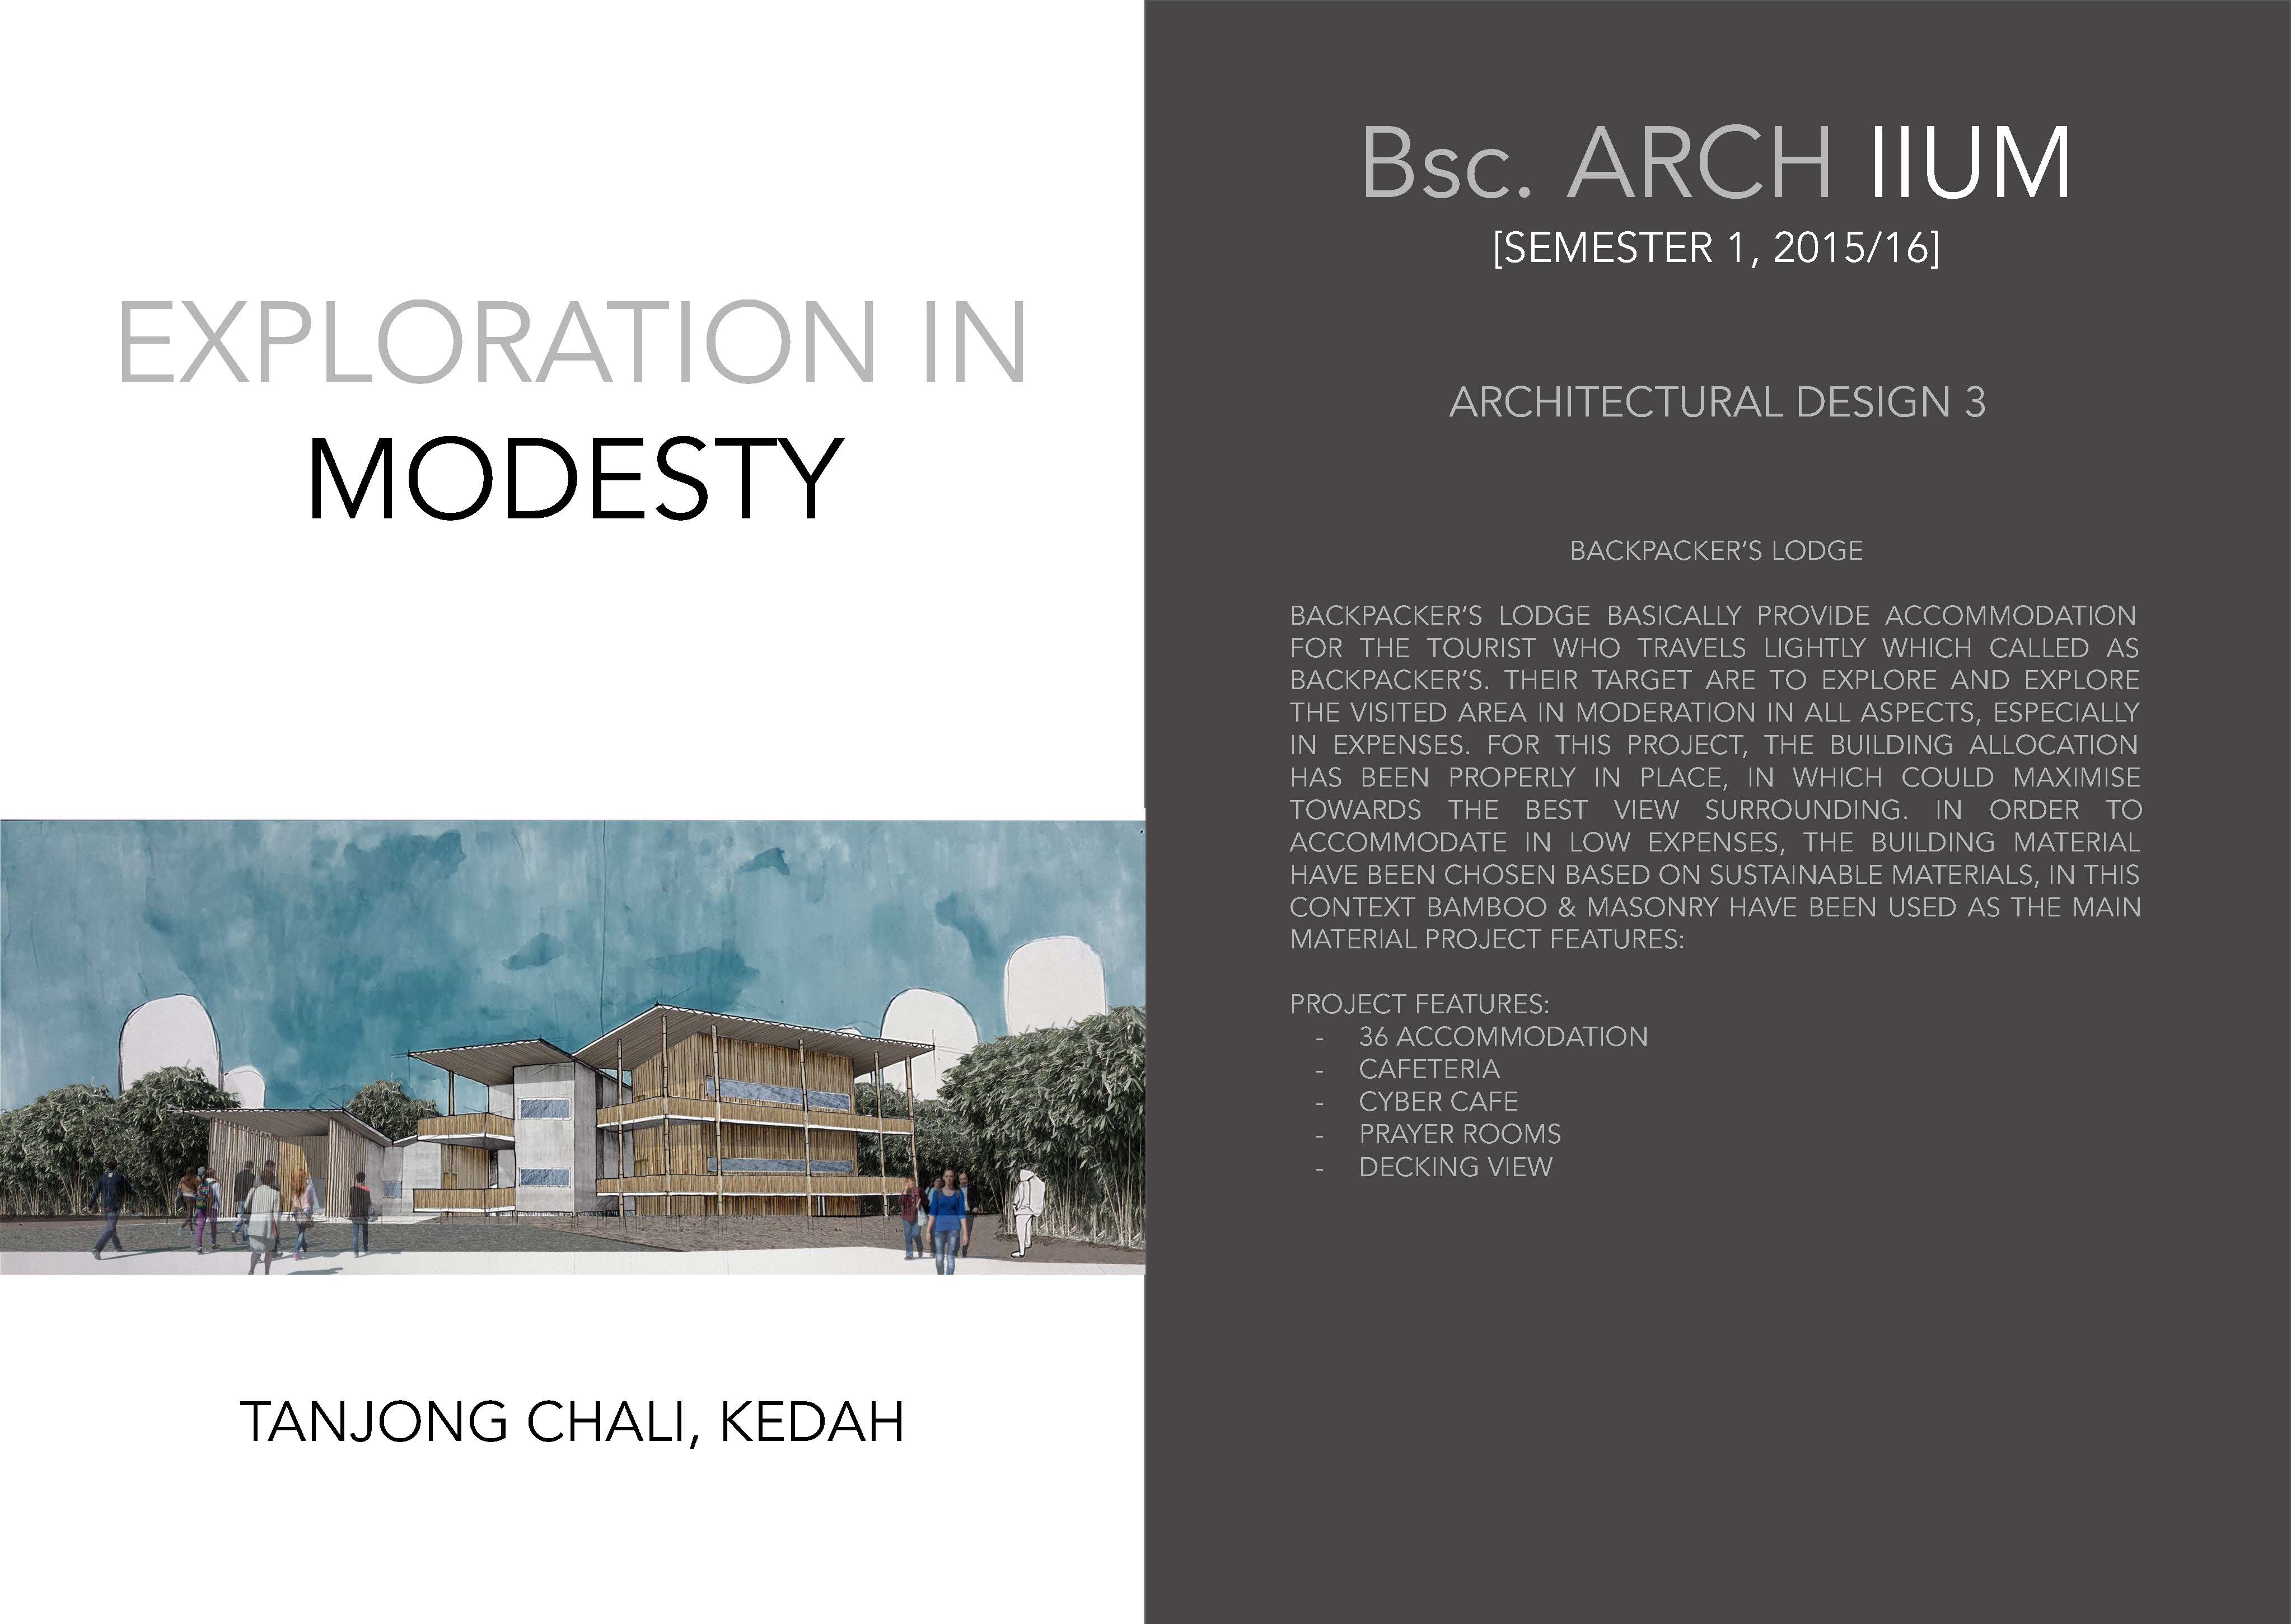 EXPLORATION IN
MODESTY
TANJONG CHALI, KEDAH
Bsc. ARCH IIUM
[SEMESTER 1, 2015/16]
ARCHITECTURAL DESIGN 3
BACKPACKER'S LODGE
BACKPACKER'S LODGE BASICALLY PROVIDE ACCOMMODATION
FOR THE TOURIST WHO TRAVELS LIGHTLY WHICH CALLED AS
BACKPACKER'S. THEIR TARGET ARE TO EXPLORE AND EXPLORE
THE VISITED AREA IN MODERATION IN ALL ASPECTS, ESPECIALLY
IN EXPENSES. FOR THIS PROJECT, THE BUILDING ALLOCATION
HAS BEEN PROPERLY IN PLACE, IN WHICH COULD MAXIMISE
TOWARDS THE BEST VIEW SURROUNDING. IN ORDER TO
ACCOMMODATE IN LOW EXPENSES, THE BUILDING MATERIAL
HAVE BEEN CHOSEN BASED ON SUSTAINABLE MATERIALS, IN THIS
CONTEXT BAMBOO & MASONRY HAVE BEEN USED AS THE MAIN
MATERIAL PROJECT FEATURES:
PROJECT FEATURES:
- 36 ACCOMMODATION
- CAFETERIA
- CYBER CAFE
- PRAYER ROOMS
- DECKING VIEW